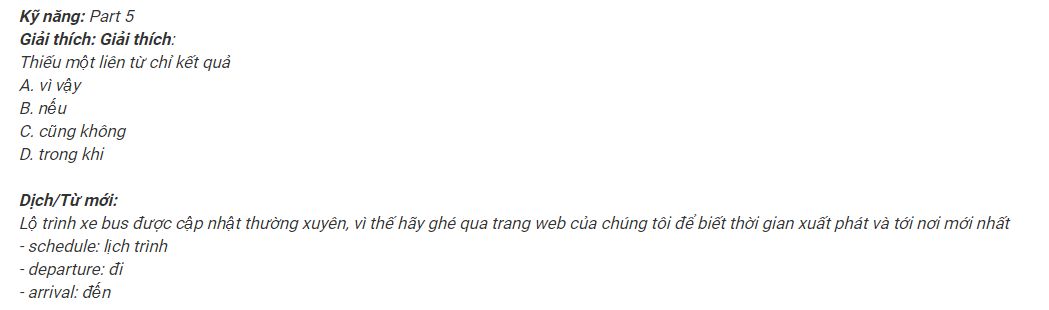 Kỹ năng: Part 5
Giải thích: Giải thích:
Thiếu một liên từ chỉ kết quả
A. vì vậy
B. nếu
C. cũng không
D. trong khi
Dịch/Từ mới:
Lộ trình xe bus được cập nhật thường xuyên, vì thế hãy ghé qua trang web của chúng tôi để biết thời gian xuất phát và tới nơi mới nhất
- schedule: lịch trình
- departure: đi
- arrival: đến